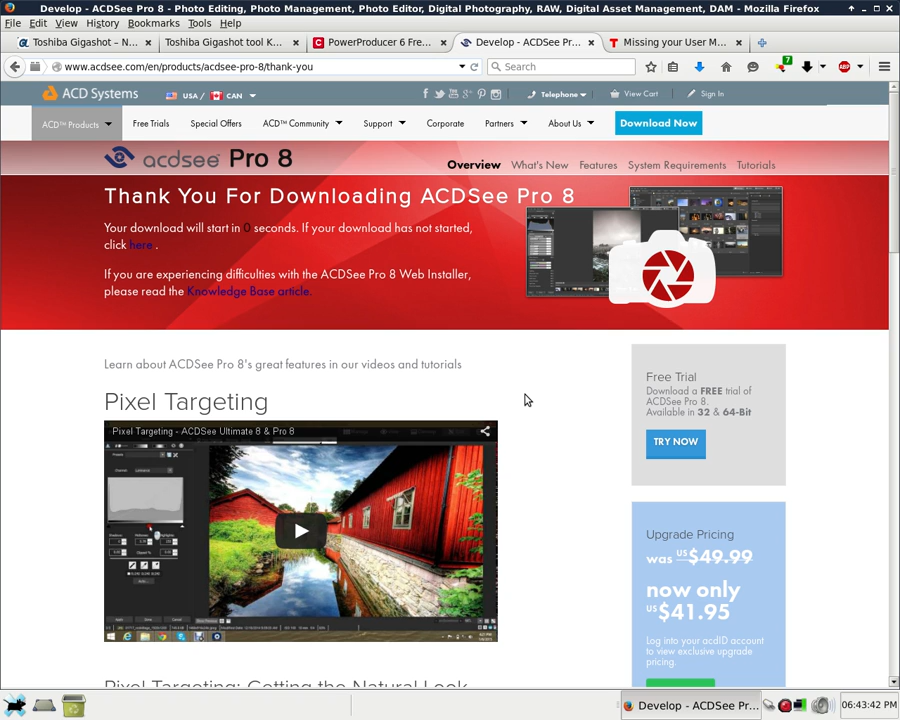 Develop - ACDSee Pro 8 - Photo Editing, Photo Management, Photo Editor, Digital Photography, RAW, Digital Asset Management, DAM - Mozilla Firefox
File Edit View History Bookmarks Tools Help
Toshiba Gigashot – N... Toshiba Gigashot tool K... PowerProducer 6 Free... Develop - ACDSee Pr... Missing your User M...
www.acdsee.com/en/products/acdsee-pro-8/thank-you
Search
7
ABP
ACD Systems USA / CAN Telephone View Cart Sign In
ACD™ Products Free Trials Special Offers ACD™ Community Support Corporate Partners About Us Download Now
acdsee Pro 8 Overview What's New Features System Requirements Tutorials
Thank You For Downloading ACDSee Pro 8
Your download will start in 0 seconds. If your download has not started,
click here .
If you are experiencing difficulties with the ACDSee Pro 8 Web Installer,
please read the Knowledge Base article.
Learn about ACDSee Pro 8's great features in our videos and tutorials
Pixel Targeting
Pixel Targeting - ACDSee Ultimate 8 & Pro 8
Free Trial
Download a FREE trial of
ACDSee Pro 8.
Available in 32 & 64-Bit
TRY NOW
Upgrade Pricing
was US$49.99
now only
US$41.95
Log into your acdID account
to view exclusive upgrade
pricing.
Pixel Targeting: Getting the Natural Look
Develop - ACDSee Pr...
06:43:42 PM